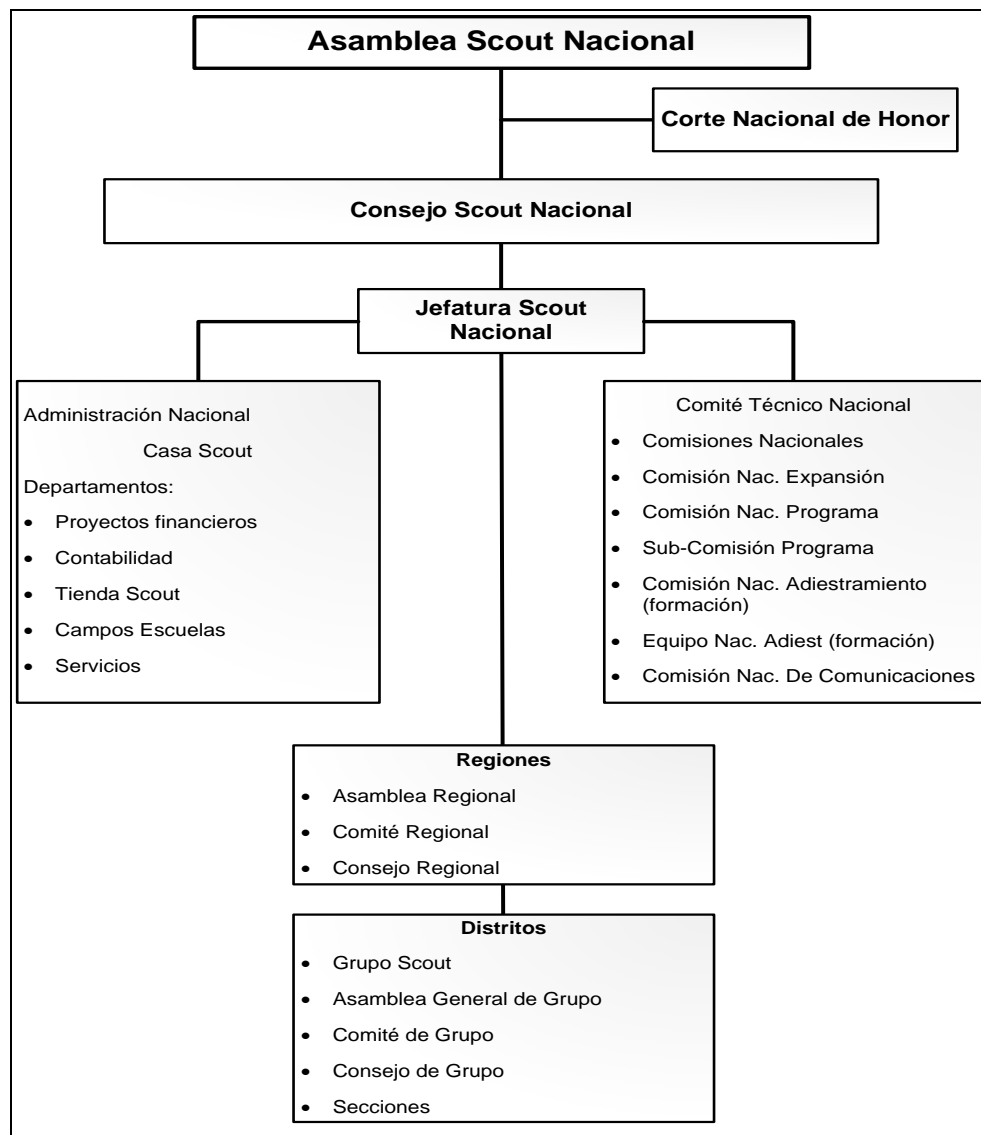 Asamblea Scout Nacional
Corte Nacional de Honor
Consejo Scout Nacional
Jefatura Scout
Nacional
Administración Nacional
Casa Scout
Departamentos:
• Proyectos financieros
• Contabilidad
• Tienda Scout
• Campos Escuelas
• Servicios
Comité Técnico Nacional
• Comisiones Nacionales
• Comisión Nac. Expansión
• Comisión Nac. Programa
• Sub-Comisión Programa
• Comisión Nac. Adiestramiento
(formación)
• Equipo Nac. Adiest (formación)
• Comisión Nac. De Comunicaciones
Regiones
• Asamblea Regional
• Comité Regional
• Consejo Regional
Distritos
• Grupo Scout
• Asamblea General de Grupo
• Comité de Grupo
• Consejo de Grupo
• Secciones